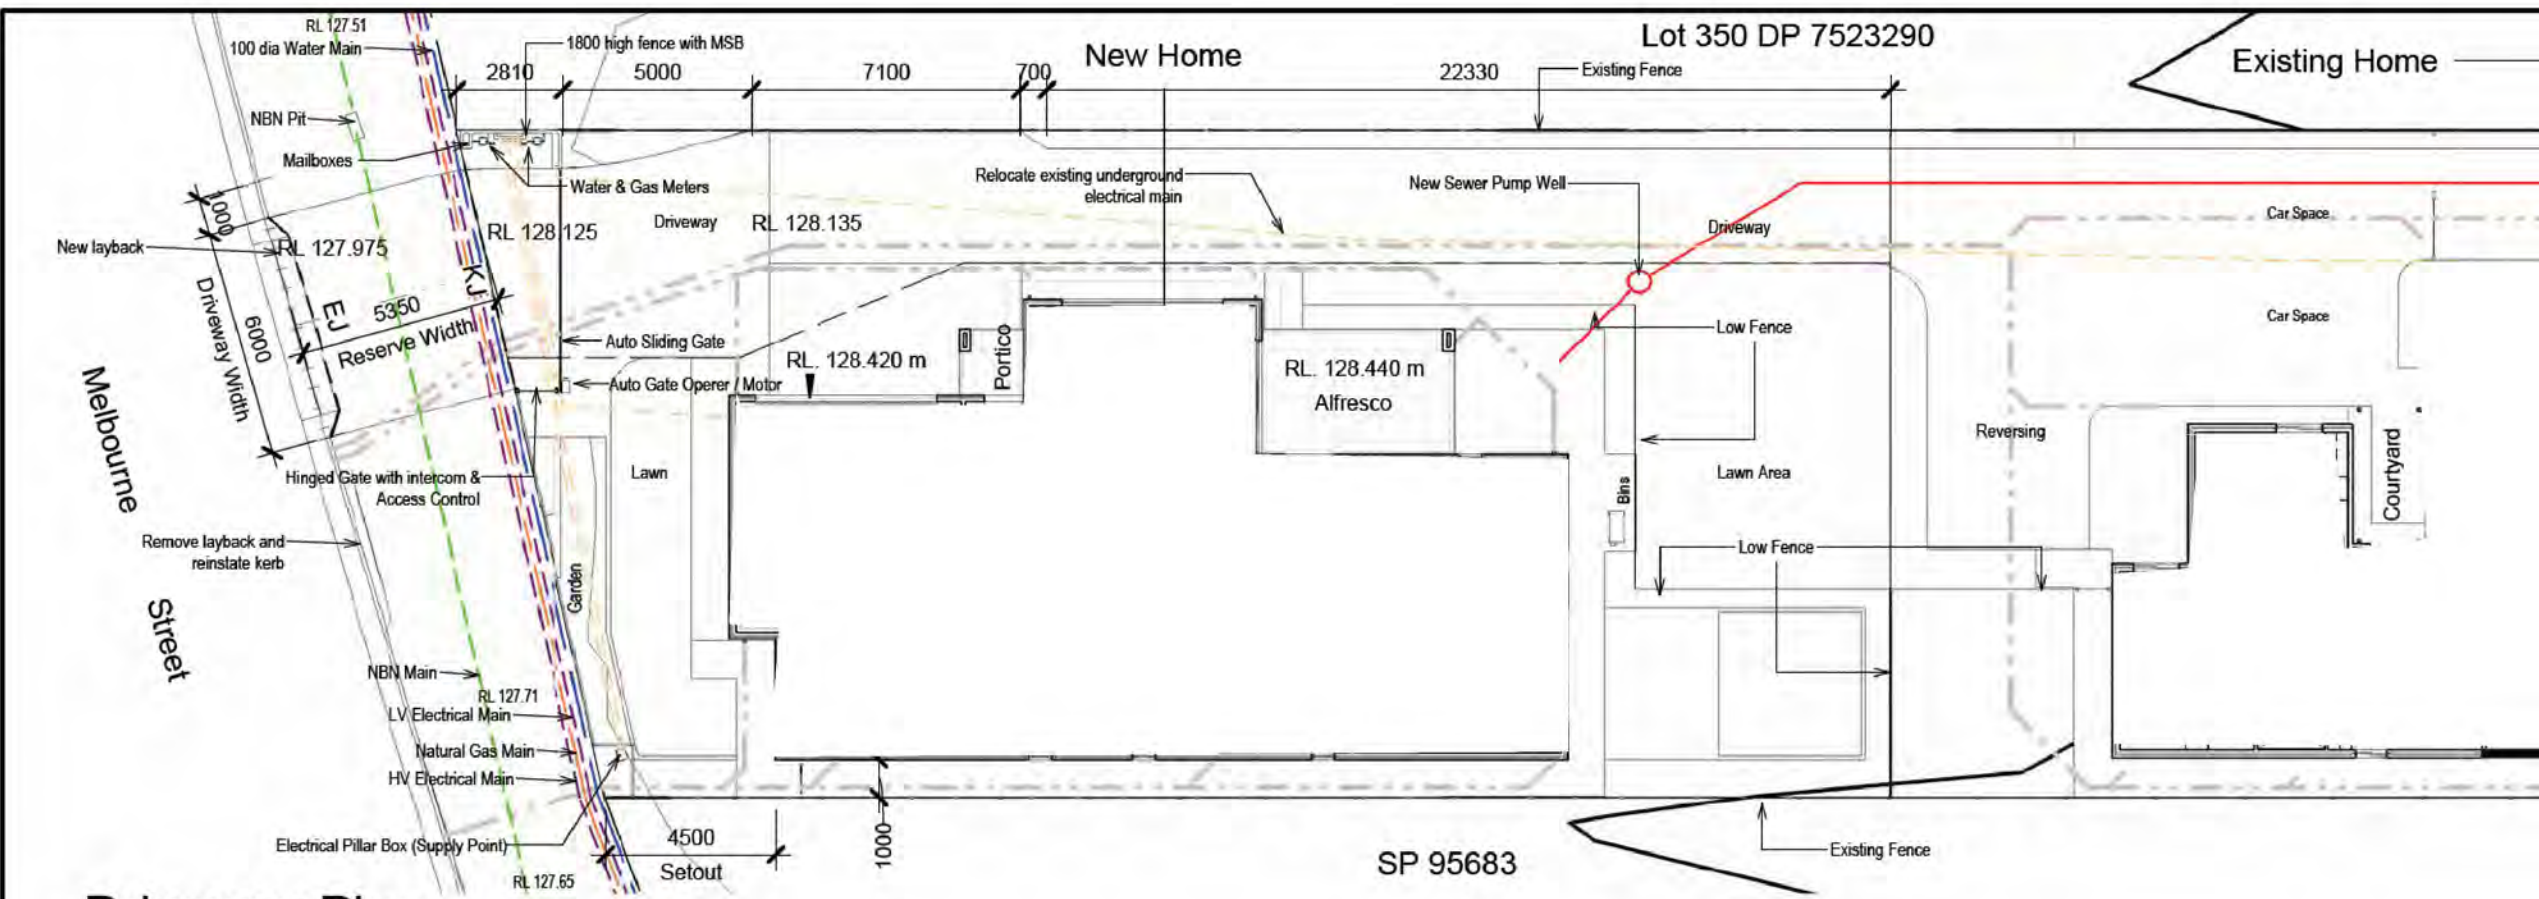 RL 127.51
100 dia Water Main
1800 high fence with MSB
New Home
Lot 350 DP 7523290
Existing Home
2810
5000
7100
700
22330
Existing Fence
NBN Pit
Mailboxes
Water & Gas Meters
Relocate existing underground
electrical main
New Sewer Pump Well
Car Space
1000
New layback
RL 127.975
RL 128.125
Driveway
RL 128.135
Driveway
KJ
EJ
5350
Reserve Width
6000
Driveway Width
Auto Sliding Gate
Auto Gate Operer / Motor
RL. 128.420 m
Portico
RL. 128.440 m
Alfresco
Low Fence
Car Space
Melbourne
Street
Hinged Gate with intercom &
Access Control
Lawn
Bins
Lawn Area
Reversing
Courtyard
Remove layback and
reinstate kerb
Garden
Low Fence
NBN Main
RL 127.71
LV Electrical Main
Natural Gas Main
HV Electrical Main
Electrical Pillar Box (Supply Point)
4500
Setout
1000
RL 127.65
SP 95683
Existing Fence